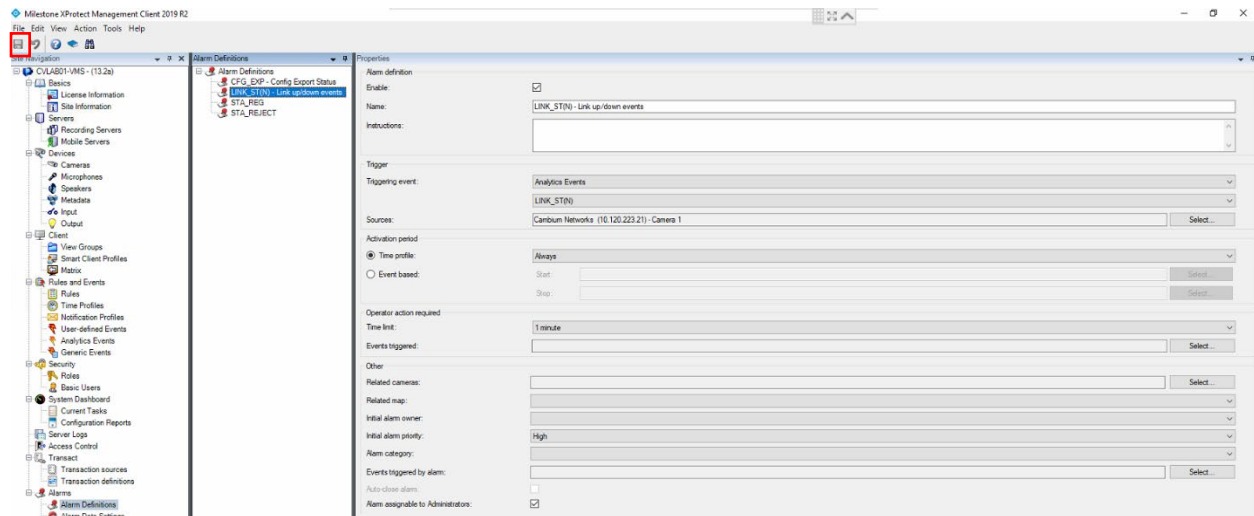 Milestone XProtect Management Client 2019 R2
File Edit View Action Tools Help
Site Navigation
CVLAB01-VMS - (13.2a)
Basics
License Information
Site Information
Servers
Recording Servers
Mobile Servers
Devices
Cameras
Microphones
Speakers
Metadata
Input
Output
Client
View Groups
Smart Client Profiles
Matrix
Rules and Events
Rules
Time Profiles
Notification Profiles
User-defined Events
Analytics Events
Generic Events
Security
Roles
Basic Users
System Dashboard
Current Tasks
Configuration Reports
Server Logs
Access Control
Transact
Transaction sources
Transaction definitions
Alarms
Alarm Definitions
Alarm Data Settings
Alarm Definitions
Alarm Definitions
CFG_EXP - Config Export Status
LINK_ST(N) - Link up/down events
STA_REG
STA_REJECT
Properties
Alarm definition
Enable:
Name: LINK_ST(N) - Link up/down events
Instructions:
Trigger
Triggering event: Analytics Events
LINK_ST(N)
Sources: Cambium Networks (10.120.223.21) - Camera 1 Select...
Activation period
Time profile: Always
Event based: Start: Select...
Stop: Select...
Operator action required
Time limit: 1 minute
Events triggered: Select...
Other
Related cameras: Select...
Related map:
Initial alarm owner:
Initial alarm priority: High
Alarm category:
Events triggered by alarm: Select...
Auto-close alarm:
Alarm assignable to Administrators: